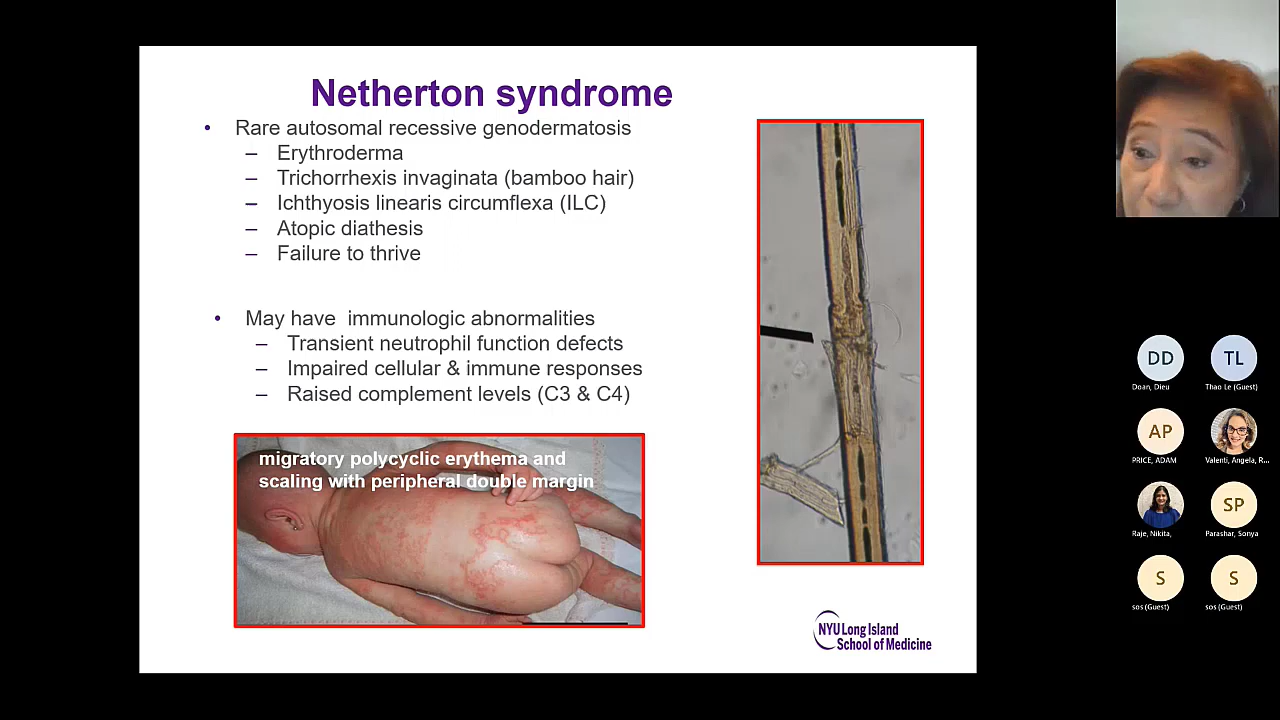 Netherton syndrome
• Rare autosomal recessive genodermatosis
– Erythroderma
– Trichorrhexis invaginata (bamboo hair)
– Ichthyosis linearis circumflexa (ILC)
– Atopic diathesis
– Failure to thrive
• May have immunologic abnormalities
– Transient neutrophil function defects
– Impaired cellular & immune responses
– Raised complement levels (C3 & C4)
migratory polycyclic erythema and
scaling with peripheral double margin
NYU Long Island
School of Medicine
DD
Doan, Dieu
TL
Thao Le (Guest)
AP
PRICE, ADAM
Valenti, Angela, R...
Raje, Nikita,
SP
Parashar, Sonya
S
sos (Guest)
S
sos (Guest)